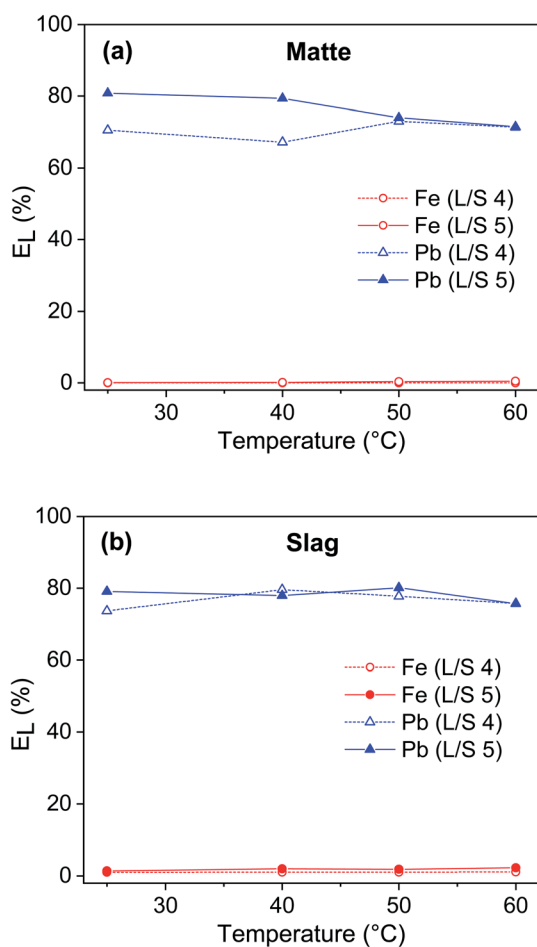 (a) Matte
100
80
60
40
20
0
E_L (%)
Fe (L/S 4)
Fe (L/S 5)
Pb (L/S 4)
Pb (L/S 5)
30 40 50 60
Temperature (°C)
(b) Slag
100
80
60
40
20
0
E_L (%)
Fe (L/S 4)
Fe (L/S 5)
Pb (L/S 4)
Pb (L/S 5)
30 40 50 60
Temperature (°C)